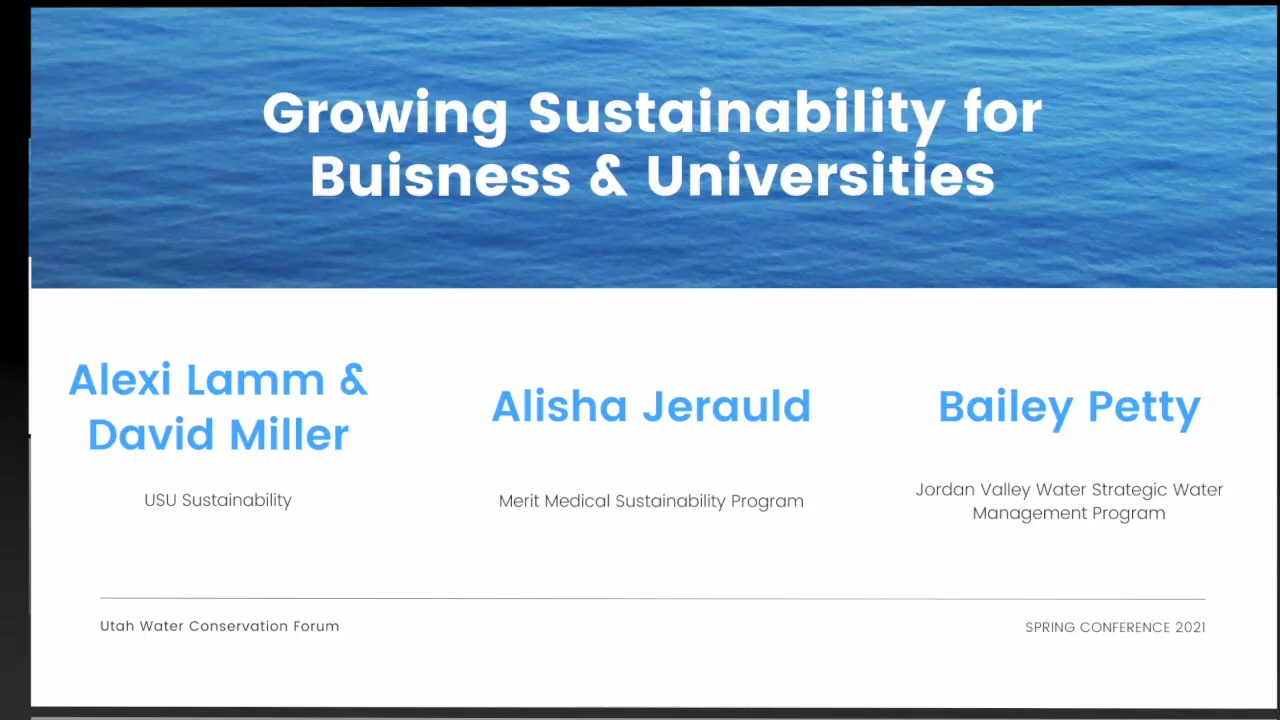 Growing Sustainability for
Buisness & Universities
Alexi Lamm &
David Miller
USU Sustainability
Alisha Jerauld
Merit Medical Sustainability Program
Bailey Petty
Jordan Valley Water Strategic Water
Management Program
Utah Water Conservation Forum
SPRING CONFERENCE 2021